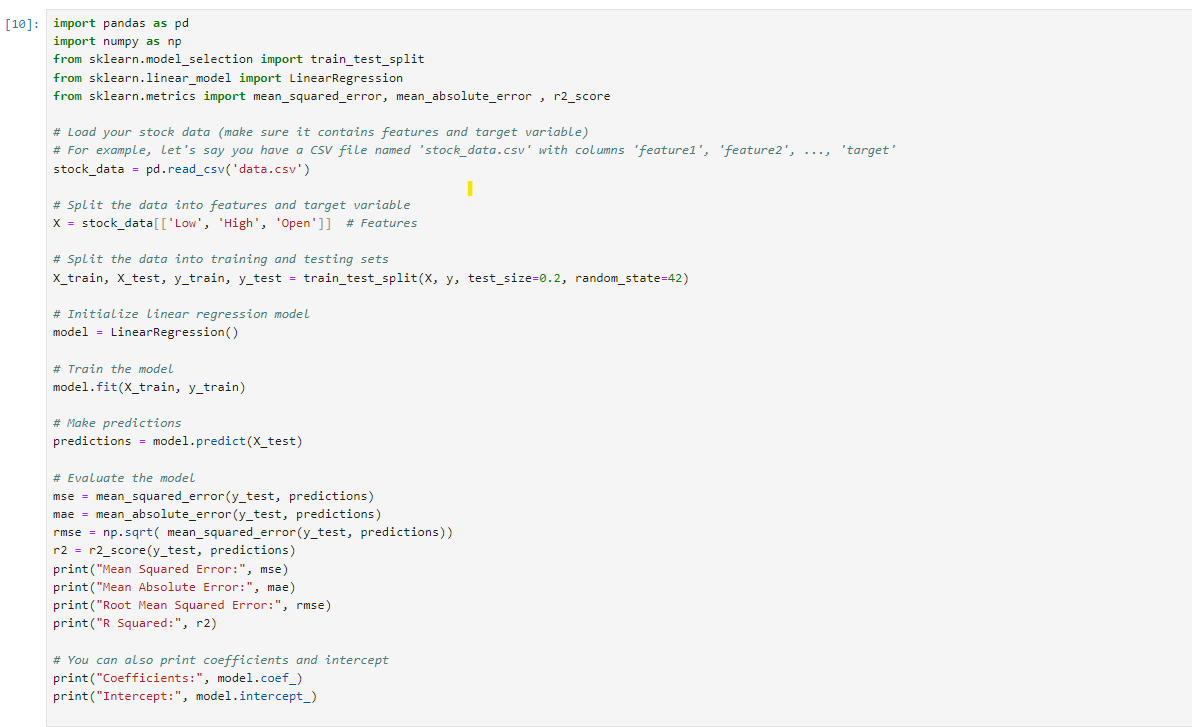 [10]:
import pandas as pd
import numpy as np
from sklearn.model_selection import train_test_split
from sklearn.linear_model import LinearRegression
from sklearn.metrics import mean_squared_error, mean_absolute_error , r2_score
# Load your stock data (make sure it contains features and target variable)
# For example, let's say you have a CSV file named 'stock_data.csv' with columns 'feature1', 'feature2', ..., 'target'
stock_data = pd.read_csv('data.csv')
# Split the data into features and target variable
X = stock_data[['Low', 'High', 'Open']]  # Features
# Split the data into training and testing sets
X_train, X_test, y_train, y_test = train_test_split(X, y, test_size=0.2, random_state=42)
# Initialize linear regression model
model = LinearRegression()
# Train the model
model.fit(X_train, y_train)
# Make predictions
predictions = model.predict(X_test)
# Evaluate the model
mse = mean_squared_error(y_test, predictions)
mae = mean_absolute_error(y_test, predictions)
rmse = np.sqrt( mean_squared_error(y_test, predictions))
r2 = r2_score(y_test, predictions)
print("Mean Squared Error:", mse)
print("Mean Absolute Error:", mae)
print("Root Mean Squared Error:", rmse)
print("R Squared:", r2)
# You can also print coefficients and intercept
print("Coefficients:", model.coef_)
print("Intercept:", model.intercept_)